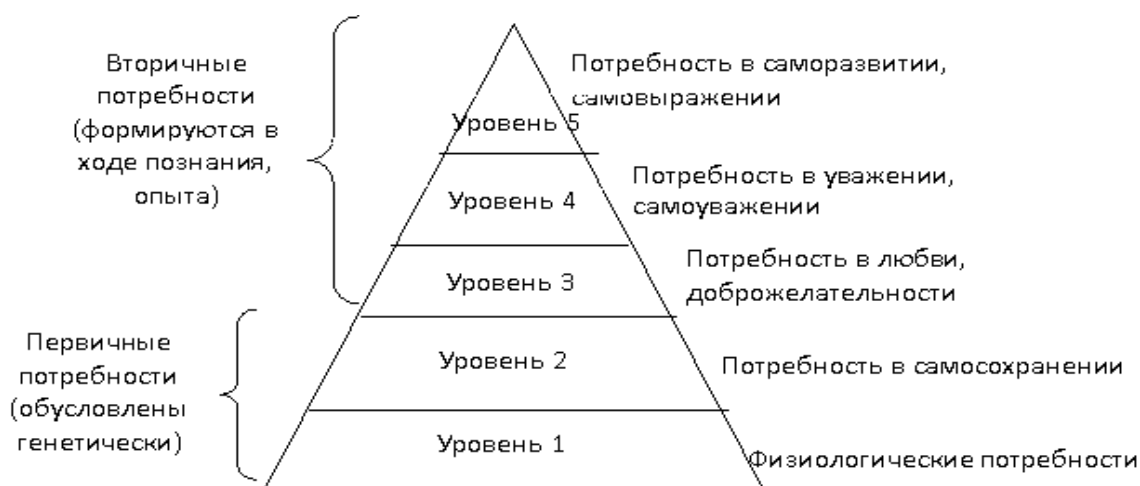 Вторичные
потребности
(формируются в
ходе познания,
опыта)
Потребность в саморазвитии,
самовыражении
Уровень 5
Потребность в уважении,
самоуважении
Уровень 4
Потребность в любви,
доброжелательности
Уровень 3
Первичные
потребности
(обусловлены
генетически)
Уровень 2
Потребность в самосохранении
Уровень 1
Физиологические потребности